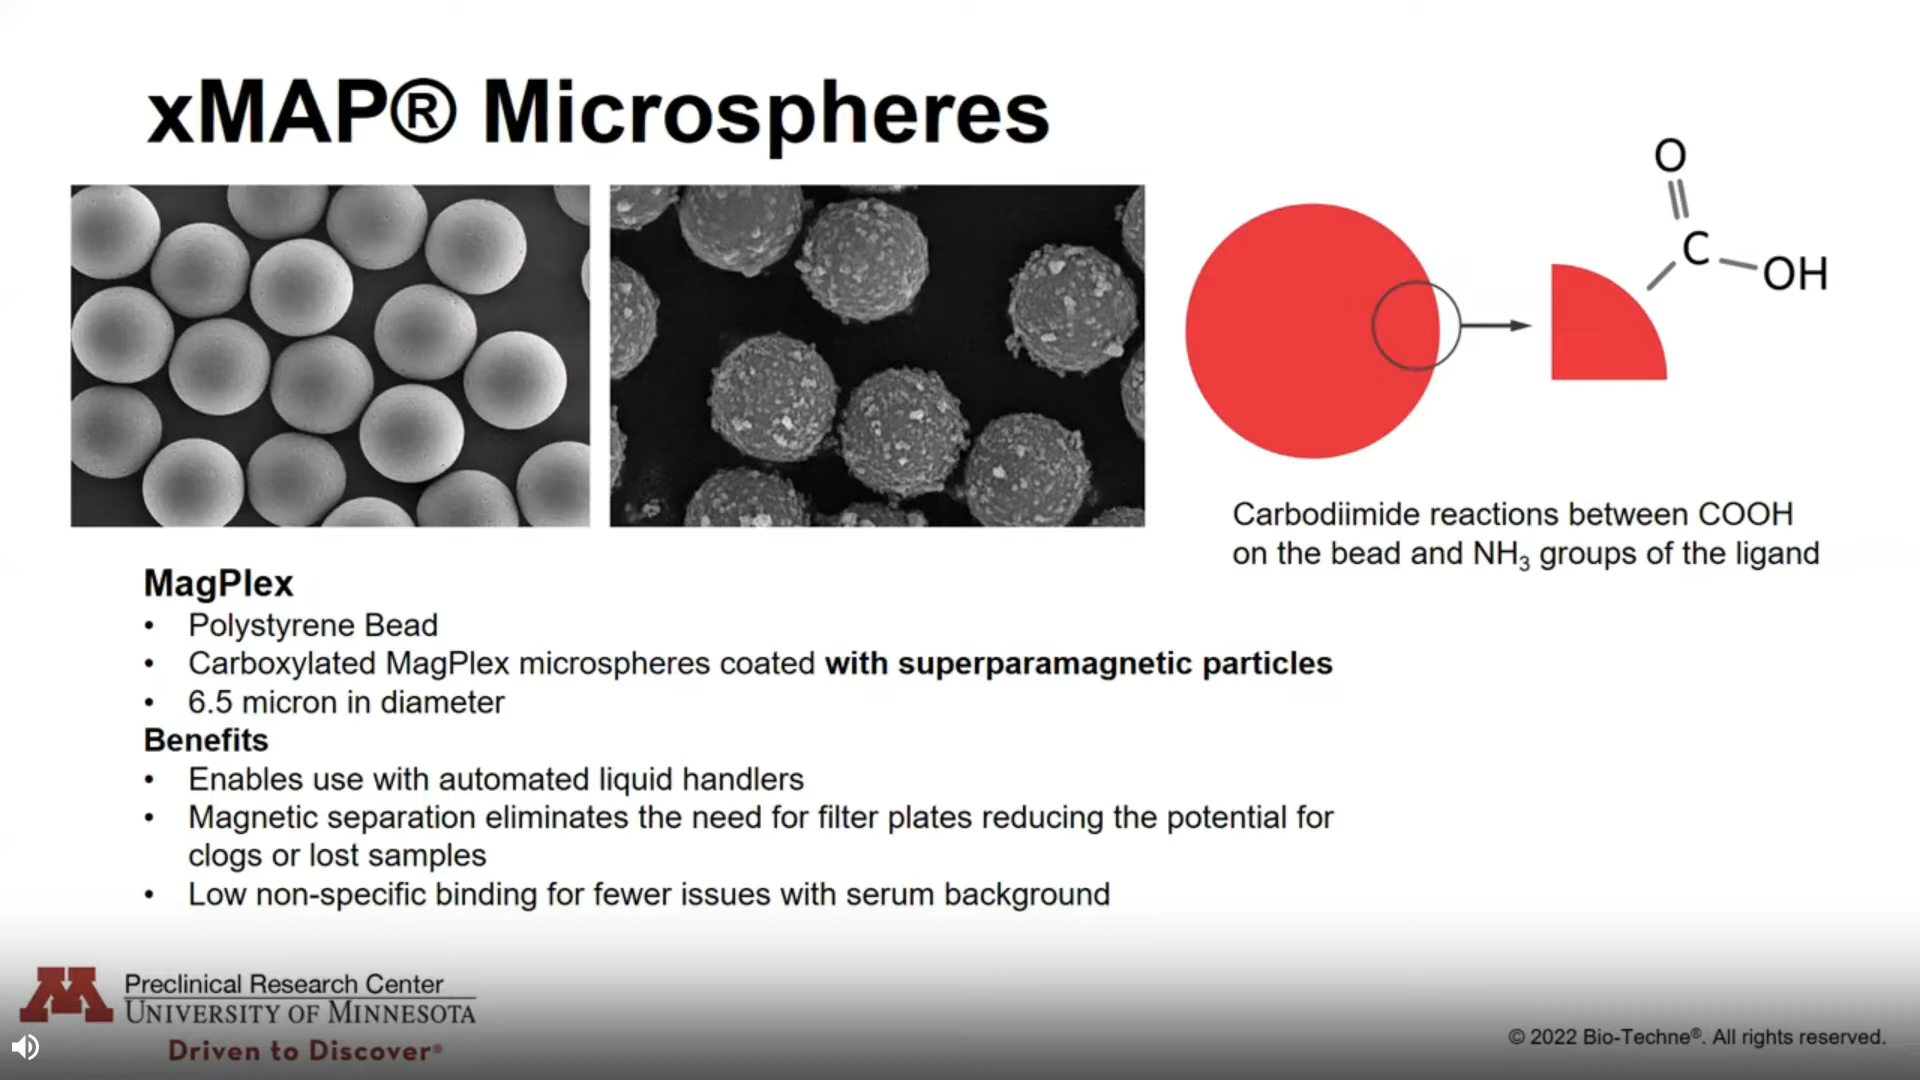 xMAP® Microspheres
O
C
OH
Carbodiimide reactions between COOH
on the bead and NH₃ groups of the ligand
MagPlex
• Polystyrene Bead
• Carboxylated MagPlex microspheres coated with superparamagnetic particles
• 6.5 micron in diameter
Benefits
• Enables use with automated liquid handlers
• Magnetic separation eliminates the need for filter plates reducing the potential for
clogs or lost samples
• Low non-specific binding for fewer issues with serum background
M
Preclinical Research Center
UNIVERSITY OF MINNESOTA
Driven to Discover®
© 2022 Bio-Techne®. All rights reserved.